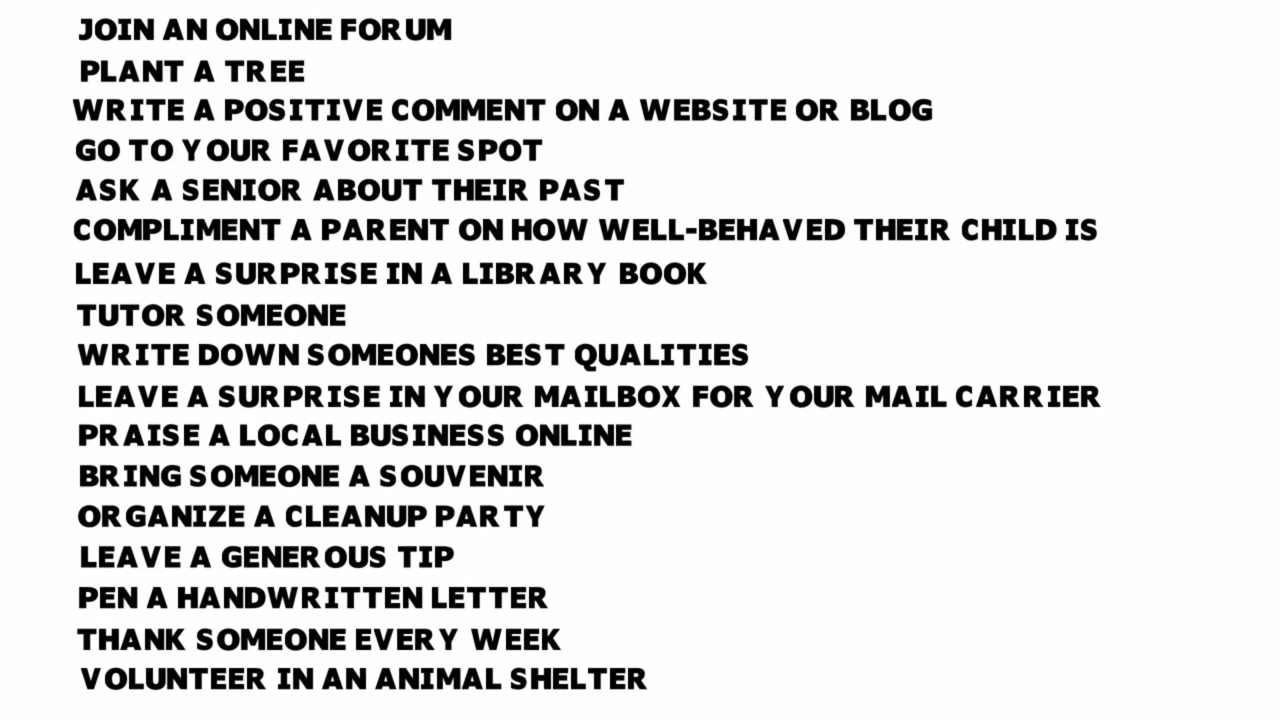 JOIN AN ONLINE FORUM
PLANT A TREE
WRITE A POSITIVE COMMENT ON A WEBSITE OR BLOG
GO TO YOUR FAVORITE SPOT
ASK A SENIOR ABOUT THEIR PAST
COMPLIMENT A PARENT ON HOW WELL-BEHAVED THEIR CHILD IS
LEAVE A SURPRISE IN A LIBRARY BOOK
TUTOR SOMEONE
WRITE DOWN SOMEONES BEST QUALITIES
LEAVE A SURPRISE IN YOUR MAILBOX FOR YOUR MAIL CARRIER
PRAISE A LOCAL BUSINESS ONLINE
BRING SOMEONE A SOUVENIR
ORGANIZE A CLEANUP PARTY
LEAVE A GENEROUS TIP
PEN A HANDWRITTEN LETTER
THANK SOMEONE EVERY WEEK
VOLUNTEER IN AN ANIMAL SHELTER